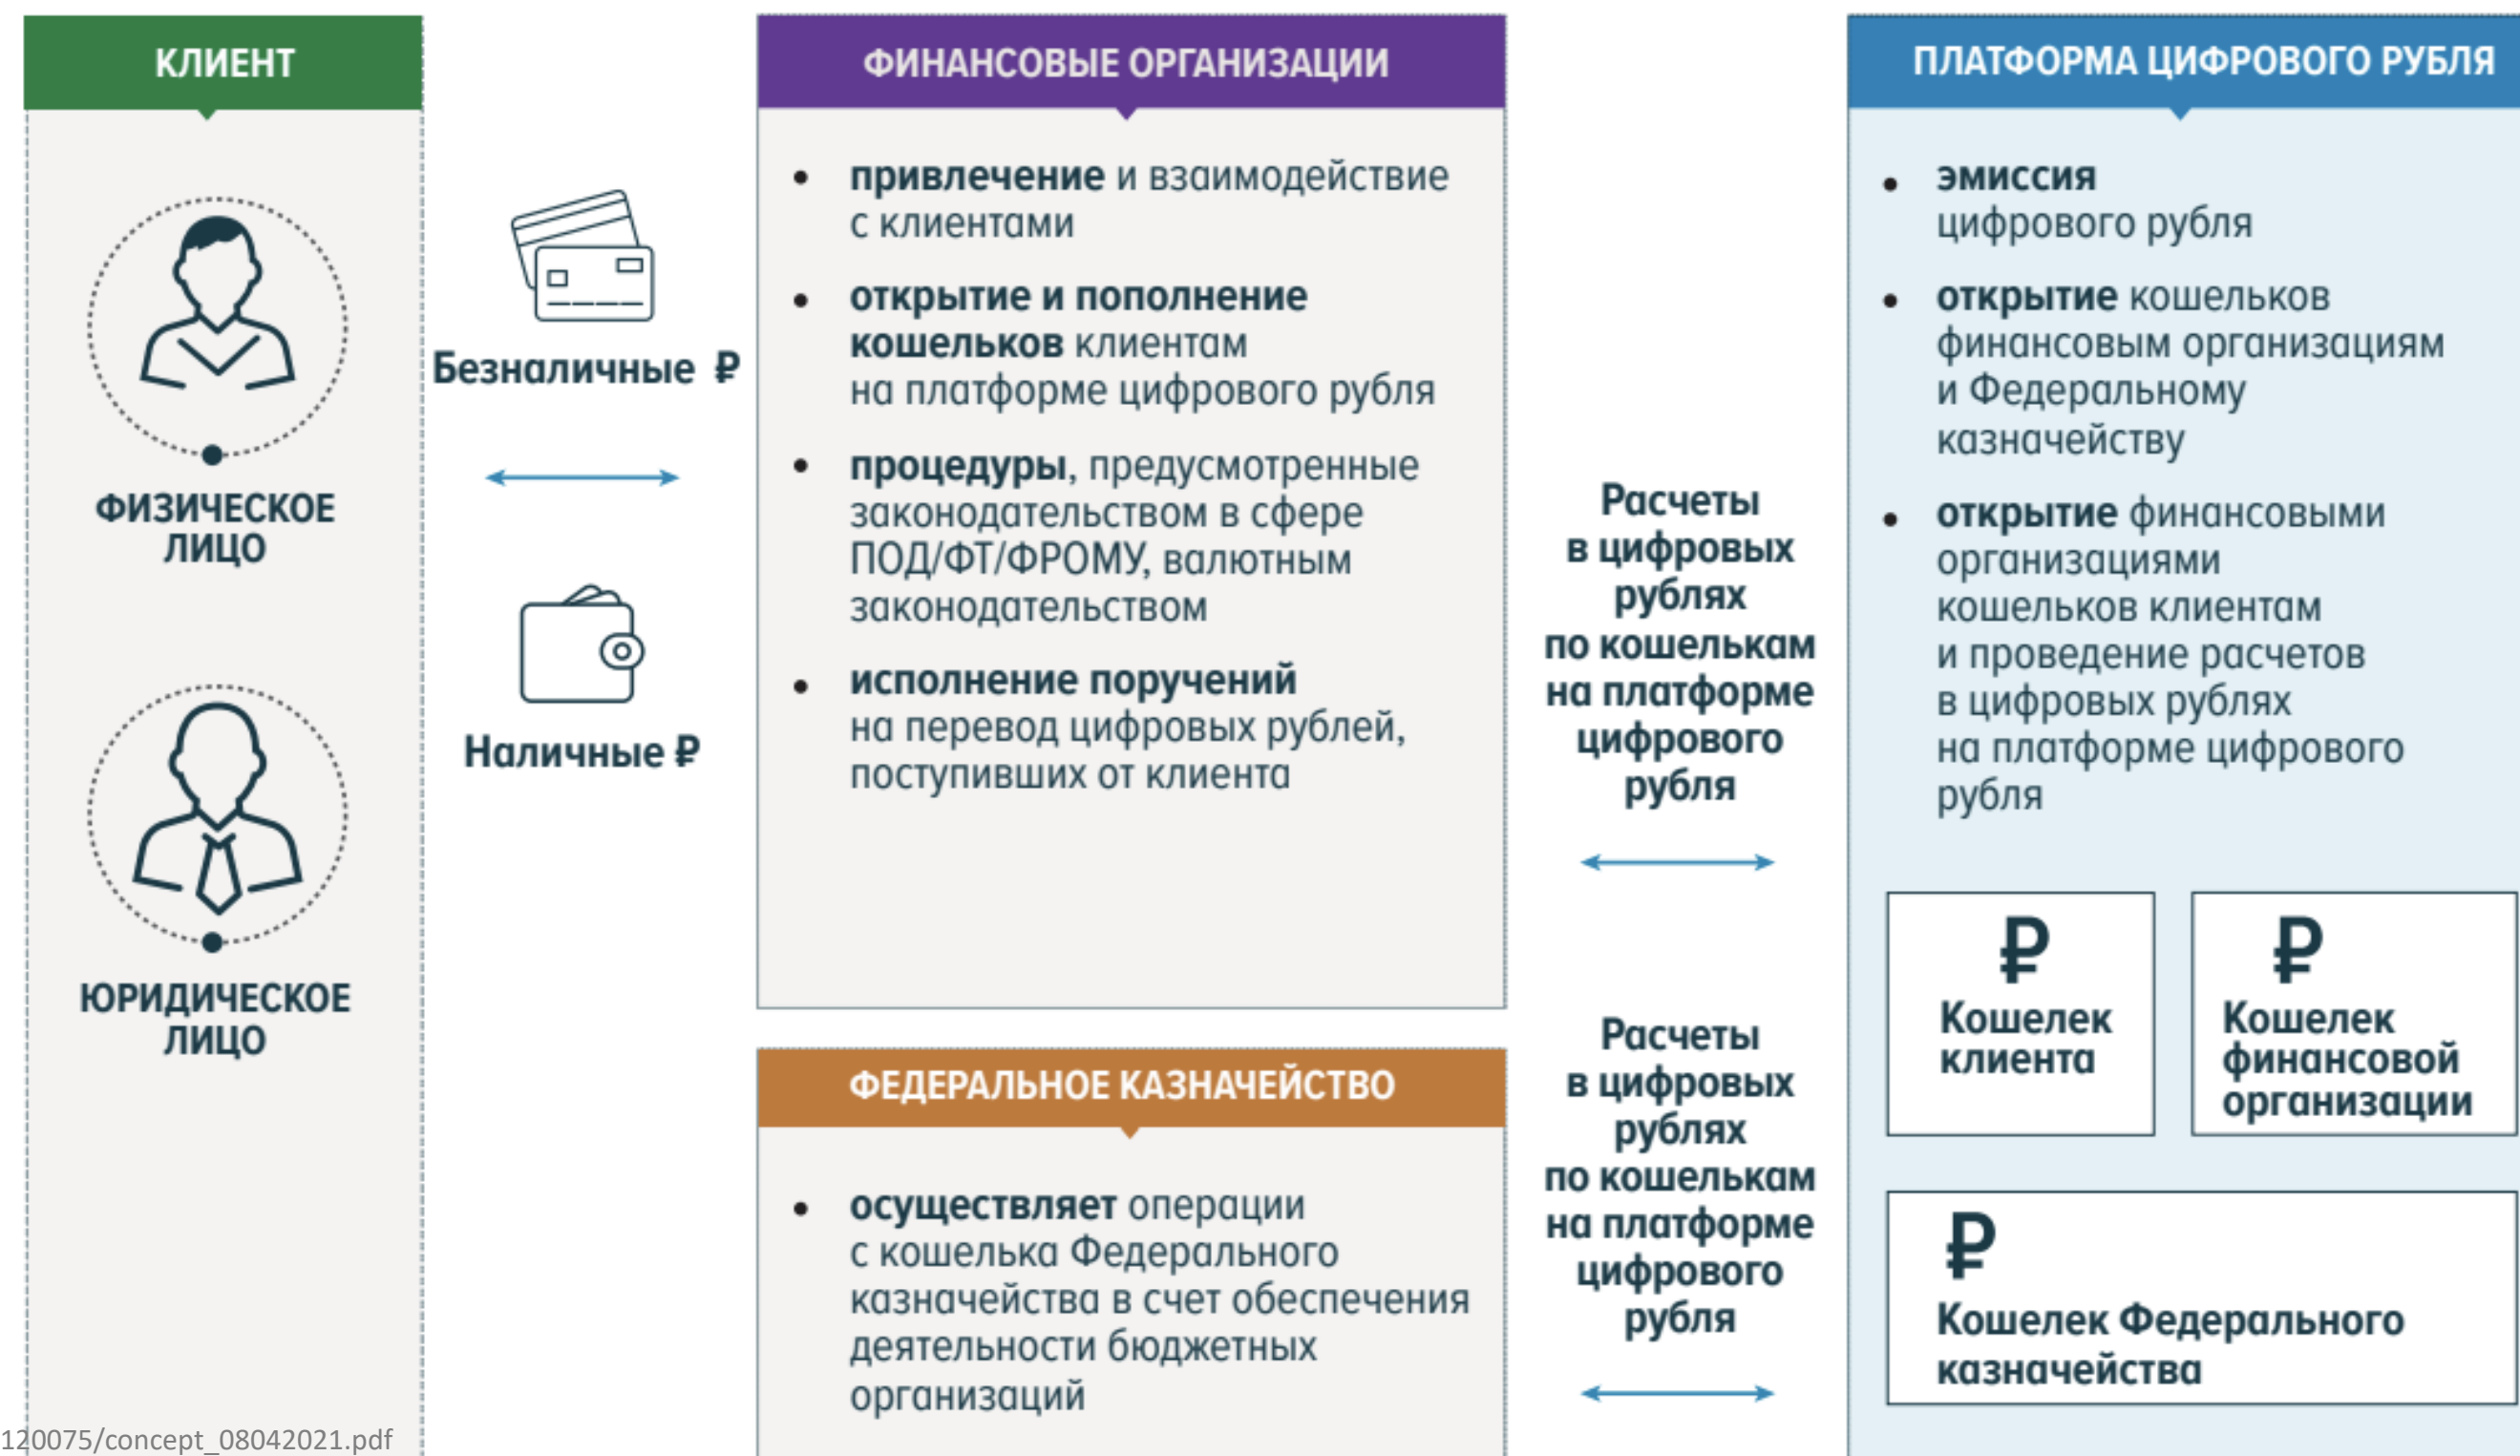 КЛИЕНТ
ФИЗИЧЕСКОЕ
ЛИЦО
ЮРИДИЧЕСКОЕ
ЛИЦО
Безналичные ₽
Наличные ₽
ФИНАНСОВЫЕ ОРГАНИЗАЦИИ
• привлечение и взаимодействие
с клиентами
• открытие и пополнение
кошельков клиентам
на платформе цифрового рубля
• процедуры, предусмотренные
законодательством в сфере
ПОД/ФТ/ФРОМУ, валютным
законодательством
• исполнение поручений
на перевод цифровых рублей,
поступивших от клиента
ФЕДЕРАЛЬНОЕ КАЗНАЧЕЙСТВО
• осуществляет операции
с кошелька Федерального
казначейства в счет обеспечения
деятельности бюджетных
организаций
Расчеты
в цифровых
рублях
по кошелькам
на платформе
цифрового
рубля
Расчеты
в цифровых
рублях
по кошелькам
на платформе
цифрового
рубля
ПЛАТФОРМА ЦИФРОВОГО РУБЛЯ
• эмиссия
цифрового рубля
• открытие кошельков
финансовым организациям
и Федеральному
казначейству
• открытие финансовыми
организациями
кошельков клиентам
и проведение расчетов
в цифровых рублях
на платформе цифрового
рубля
₽
Кошелек
клиента
₽
Кошелек
финансовой
организации
₽
Кошелек Федерального
казначейства
120075/concept_08042021.pdf